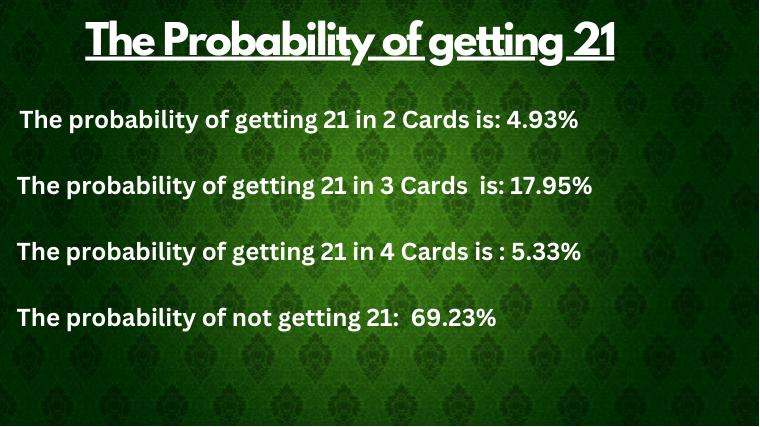 The Probability of getting 21
The probability of getting 21 in 2 Cards is: 4.93%
The probability of getting 21 in 3 Cards  is: 17.95%
The probability of getting 21 in 4 Cards is : 5.33%
The probability of not getting 21:  69.23%